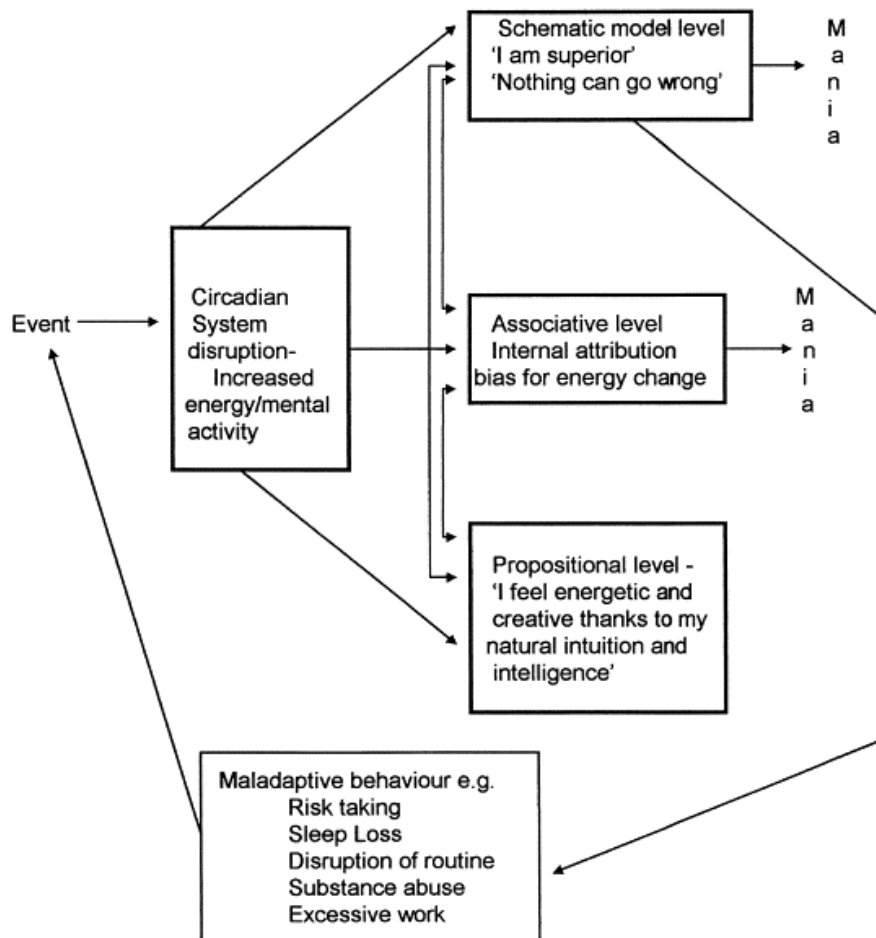 Schematic model level
'I am superior'
'Nothing can go wrong'
M
a
n
i
a
Event
Circadian
System
disruption-
Increased
energy/mental
activity
Associative level
Internal attribution
bias for energy change
M
a
n
i
a
Propositional level -
'I feel energetic and
creative thanks to my
natural intuition and
intelligence'
Maladaptive behaviour e.g.
Risk taking
Sleep Loss
Disruption of routine
Substance abuse
Excessive work